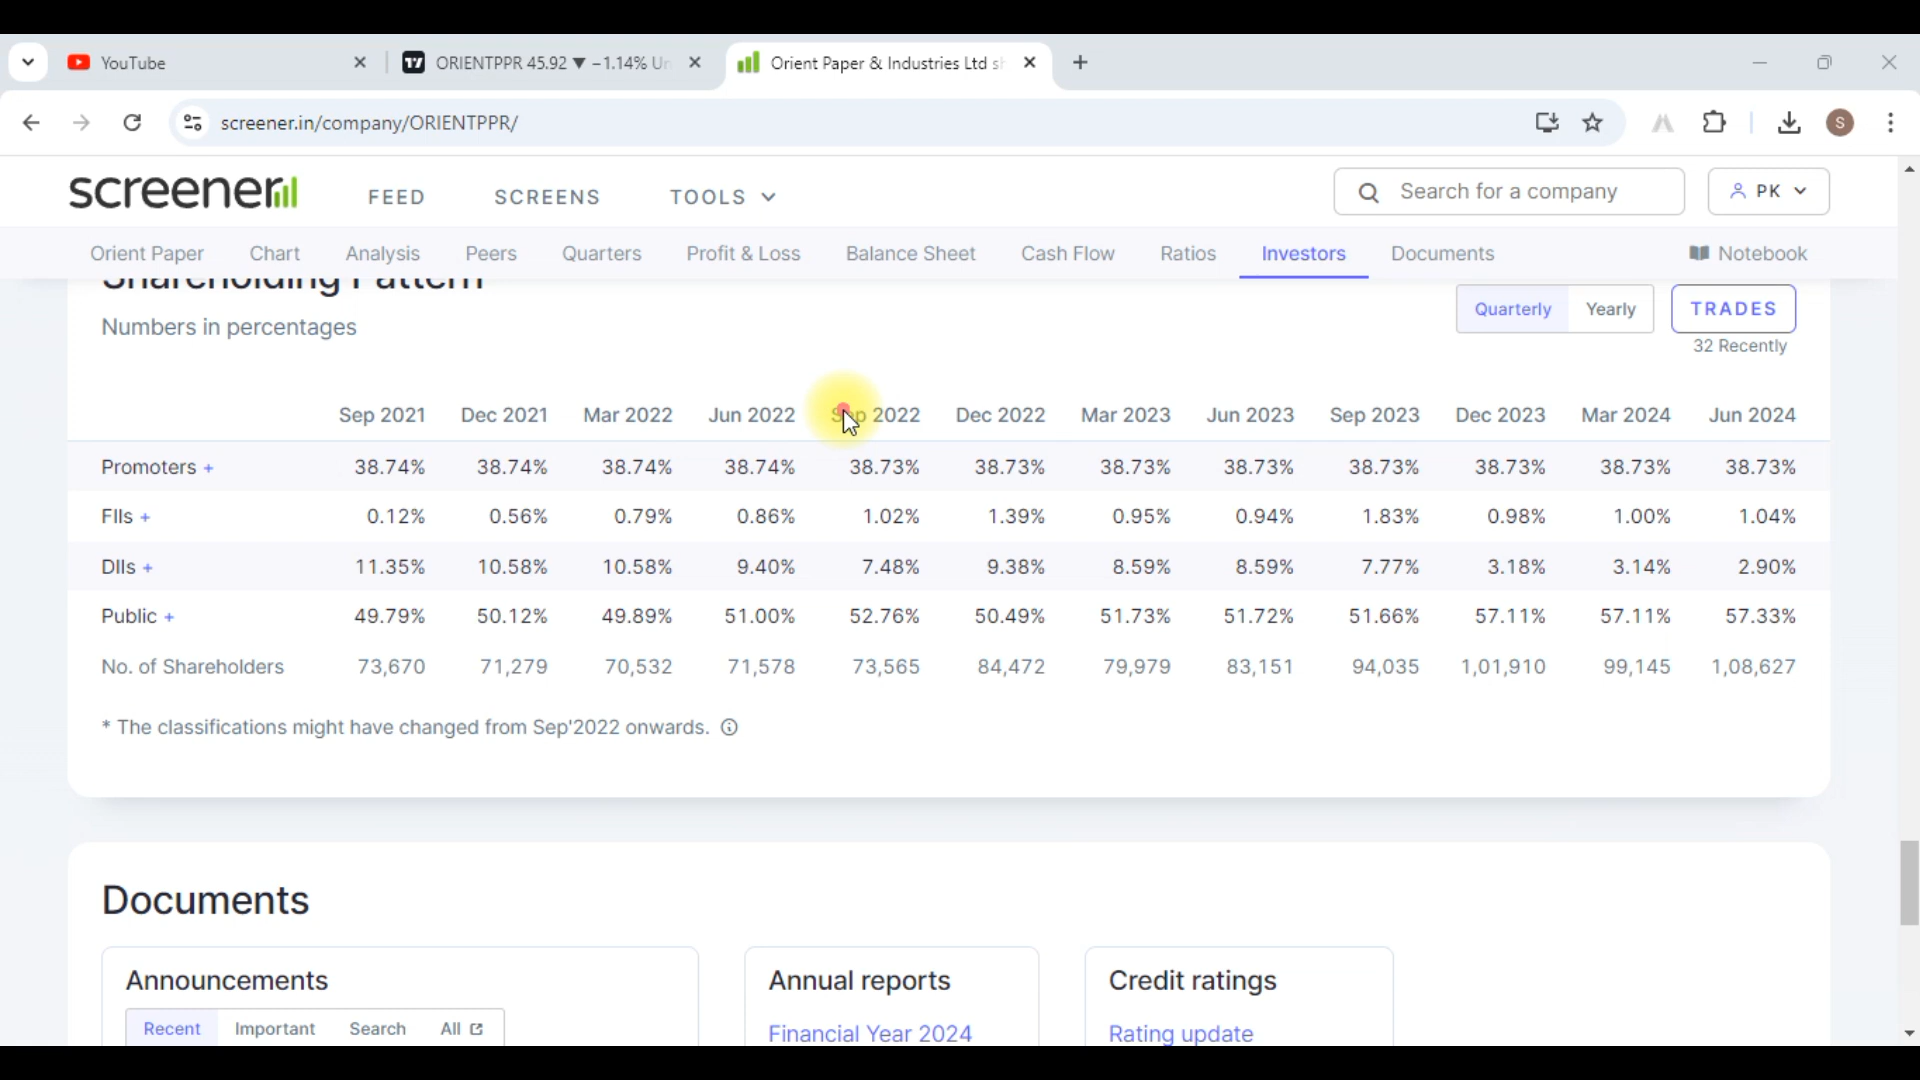 YouTube
ORIENTPPR 45.92 ▼ −1.14% Un
Orient Paper & Industries Ltd sh
screener.in/company/ORIENTPPR/
S
screener
FEED
SCREENS
TOOLS
Search for a company
PK
Orient Paper Chart Analysis Peers Quarters Profit & Loss Balance Sheet Cash Flow Ratios Investors Documents Notebook
Shareholding Pattern
Numbers in percentages
Quarterly Yearly
TRADES
32 Recently
Sep 2021 Dec 2021 Mar 2022 Jun 2022 Sep 2022 Dec 2022 Mar 2023 Jun 2023 Sep 2023 Dec 2023 Mar 2024 Jun 2024
Promoters + 38.74% 38.74% 38.74% 38.74% 38.73% 38.73% 38.73% 38.73% 38.73% 38.73% 38.73% 38.73%
FIIs + 0.12% 0.56% 0.79% 0.86% 1.02% 1.39% 0.95% 0.94% 1.83% 0.98% 1.00% 1.04%
DIIs + 11.35% 10.58% 10.58% 9.40% 7.48% 9.38% 8.59% 8.59% 7.77% 3.18% 3.14% 2.90%
Public + 49.79% 50.12% 49.89% 51.00% 52.76% 50.49% 51.73% 51.72% 51.66% 57.11% 57.11% 57.33%
No. of Shareholders 73,670 71,279 70,532 71,578 73,565 84,472 79,979 83,151 94,035 1,01,910 99,145 1,08,627
* The classifications might have changed from Sep'2022 onwards.
Documents
Announcements
Recent Important Search All
Annual reports
Financial Year 2024
Credit ratings
Rating update